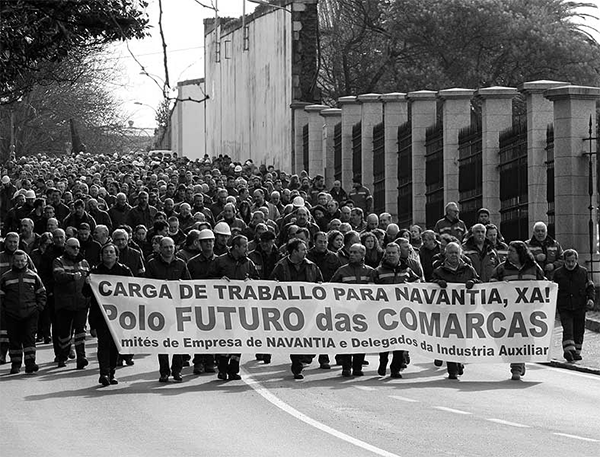 CARGA DE TRABALLO PARA NAVANTIA, XA!
Polo FUTURO das COMARCAS
mités de Empresa de NAVANTIA e Delegados da Industria Auxiliar